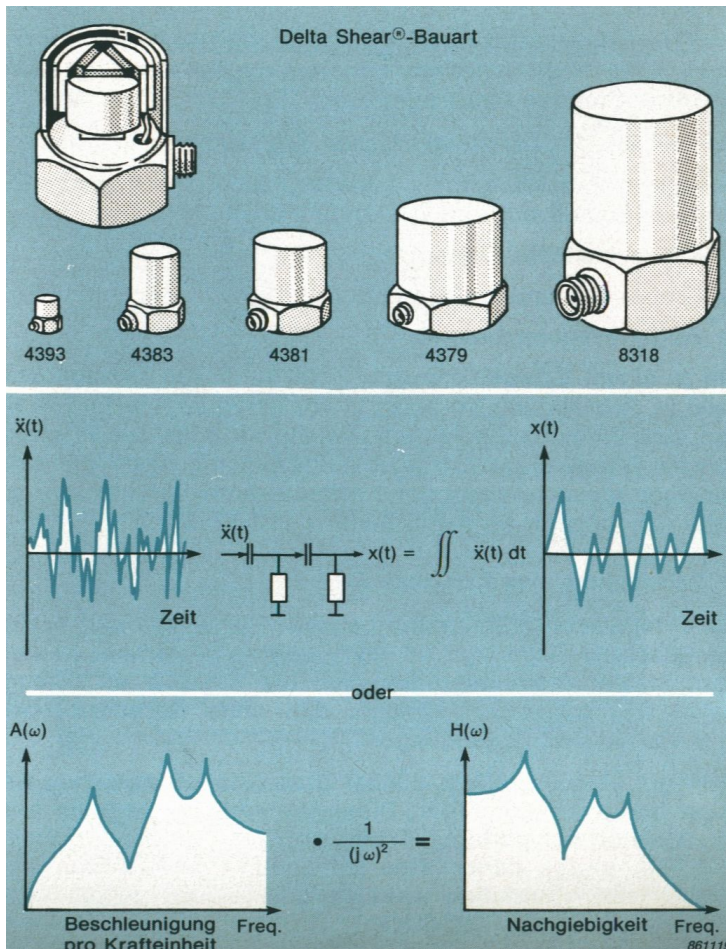 Delta Shear®-Bauart
4393
4383
4381
4379
8318
ẍ(t)
Zeit
ẍ(t)
x(t) = ∬ ẍ(t) dt
x(t)
Zeit
oder
A(ω)
Beschleunigung
pro Krafteinheit
Freq.
• 1/(jω)² =
H(ω)
Nachgiebigkeit
Freq.